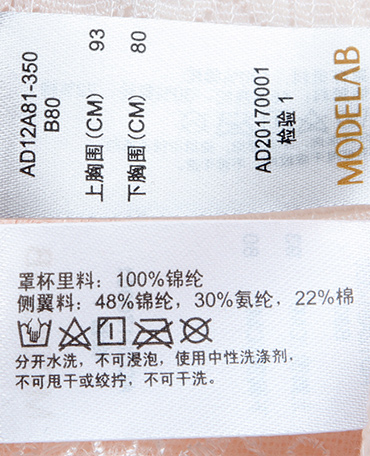 AD12A81-350
B80
上胸围(CM) 93
下胸围(CM) 80
AD20170001
检验 1
MODELAB
罩杯里料：100%锦纶
侧翼料：48%锦纶，30%氨纶，22%棉
分开水洗，不可浸泡，使用中性洗涤剂，
不可甩干或绞拧，不可干洗。